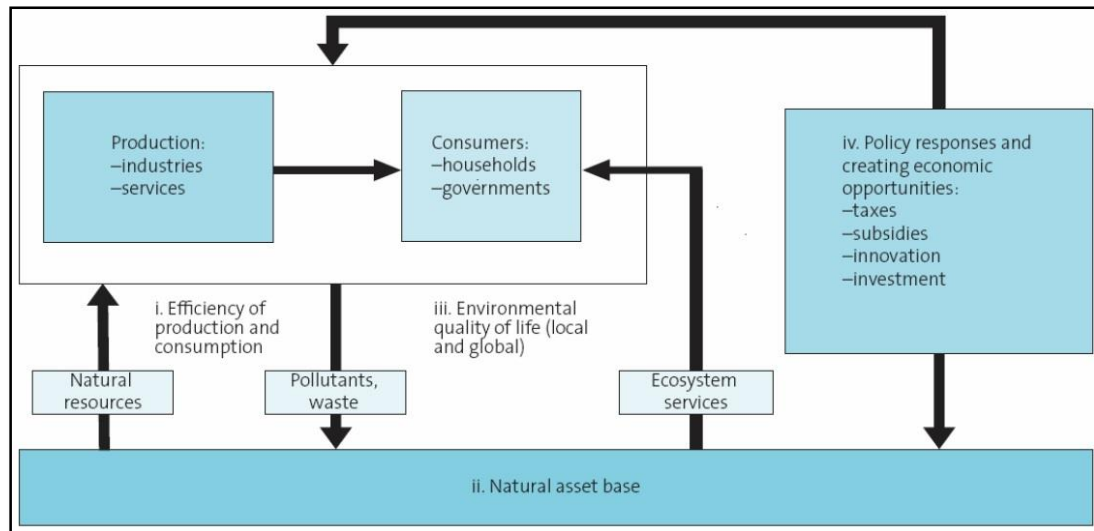 Production:
–industries
–services
Consumers:
–households
–governments
iv. Policy responses and
creating economic
opportunities:
–taxes
–subsidies
–innovation
–investment
i. Efficiency of
production and
consumption
iii. Environmental
quality of life (local
and global)
Natural
resources
Pollutants,
waste
Ecosystem
services
ii. Natural asset base